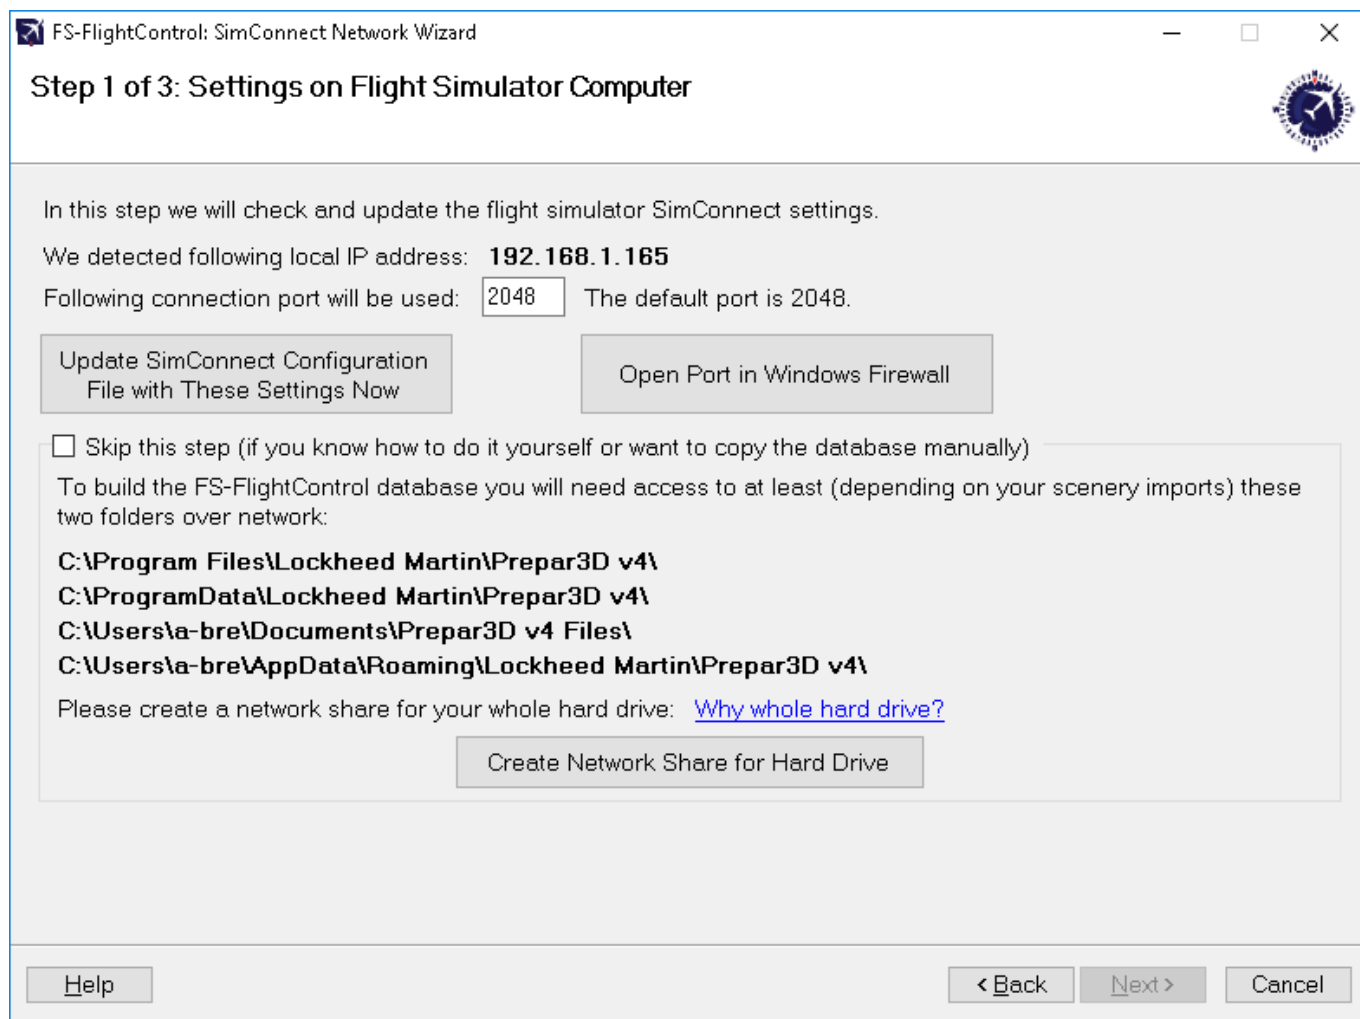 FS-FlightControl: SimConnect Network Wizard
Step 1 of 3: Settings on Flight Simulator Computer
In this step we will check and update the flight simulator SimConnect settings.
We detected following local IP address: 192.168.1.165
Following connection port will be used: 2048 The default port is 2048.
Update SimConnect Configuration
File with These Settings Now
Open Port in Windows Firewall
Skip this step (if you know how to do it yourself or want to copy the database manually)
To build the FS-FlightControl database you will need access to at least (depending on your scenery imports) these
two folders over network:
C:\Program Files\Lockheed Martin\Prepar3D v4\
C:\ProgramData\Lockheed Martin\Prepar3D v4\
C:\Users\a-bre\Documents\Prepar3D v4 Files\
C:\Users\a-bre\AppData\Roaming\Lockheed Martin\Prepar3D v4\
Please create a network share for your whole hard drive: Why whole hard drive?
Create Network Share for Hard Drive
Help
< Back
Next >
Cancel